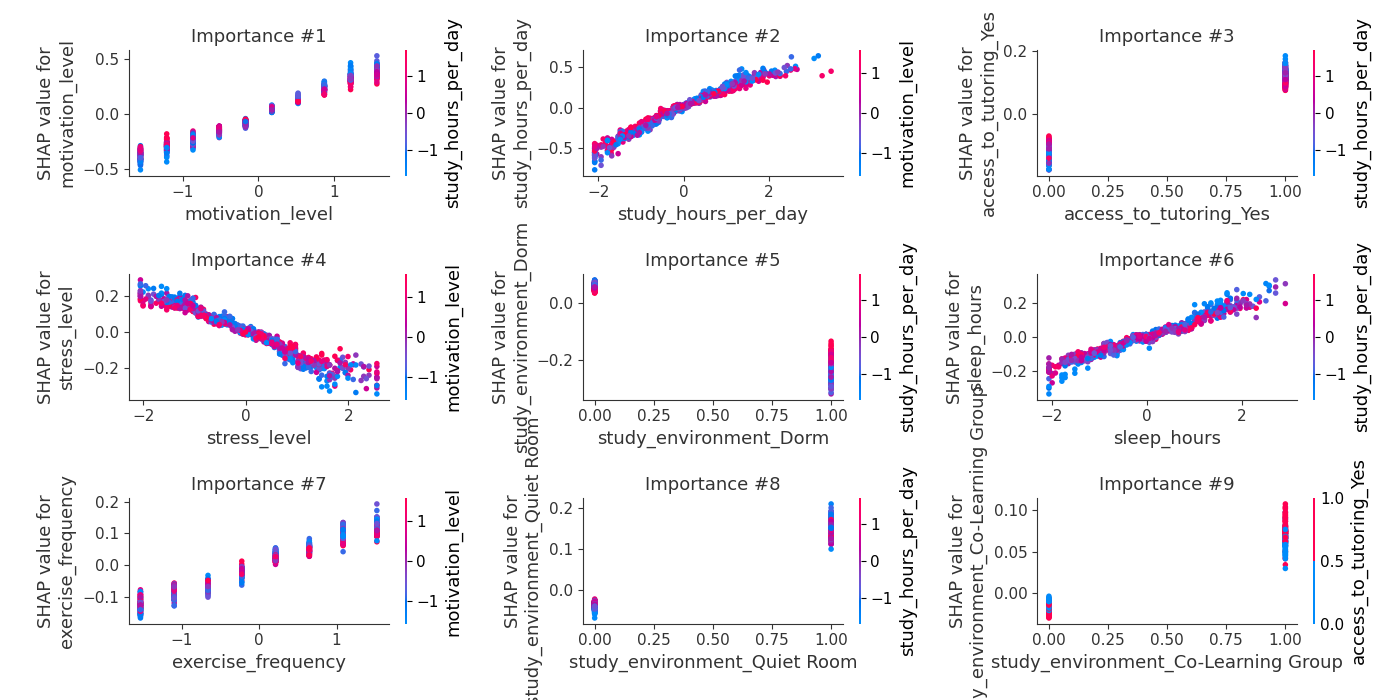 Importance #1
SHAP value for
motivation_level
0.5
0.0
−0.5
−1
0
1
motivation_level
1
0
−1
study_hours_per_day
Importance #2
SHAP value for
study_hours_per_day
0.5
0.0
−0.5
−2
0
2
study_hours_per_day
1
0
−1
motivation_level
Importance #3
SHAP value for
access_to_tutoring_Yes
0.2
0.0
0.00
0.25
0.50
0.75
1.00
access_to_tutoring_Yes
1
0
−1
study_hours_per_day
Importance #4
SHAP value for
stress_level
0.2
0.0
−0.2
−2
0
2
stress_level
1
0
−1
motivation_level
Importance #5
SHAP value for
study_environment_Dorm
0.0
−0.2
0.00
0.25
0.50
0.75
1.00
study_environment_Dorm
1
0
−1
study_hours_per_day
Importance #6
SHAP value for
sleep_hours
0.2
0.0
−0.2
−2
0
2
sleep_hours
1
0
−1
study_hours_per_day
Importance #7
SHAP value for
exercise_frequency
0.2
0.1
0.0
−0.1
−1
0
1
exercise_frequency
1
0
−1
motivation_level
Importance #8
SHAP value for
study_environment_Quiet Room
0.2
0.1
0.0
0.00
0.25
0.50
0.75
1.00
study_environment_Quiet Room
1
0
−1
study_hours_per_day
Importance #9
SHAP value for
y_environment_Co-Learning Group
0.10
0.05
0.00
0.00
0.25
0.50
0.75
1.00
study_environment_Co-Learning Group
1.0
0.5
0.0
access_to_tutoring_Yes